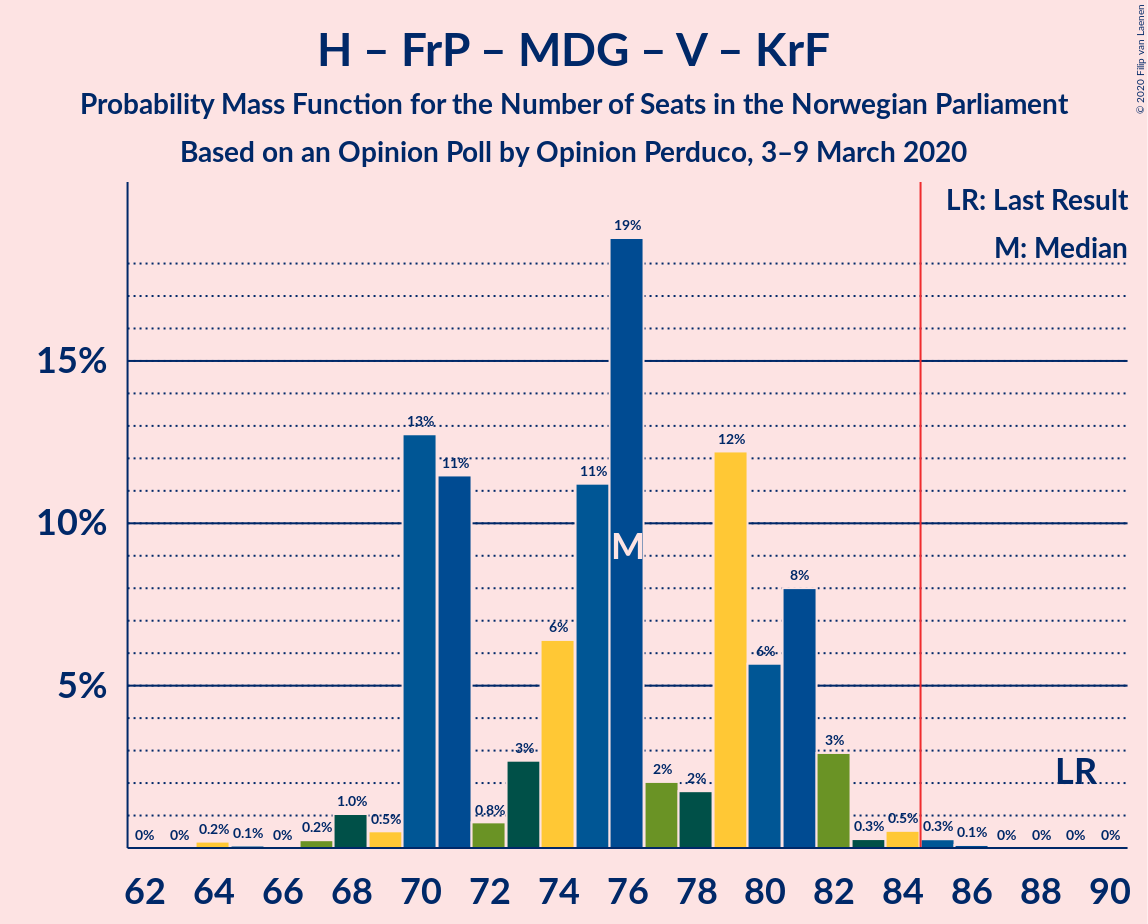 H – FrP – MDG – V – KrF
Probability Mass Function for the Number of Seats in the Norwegian Parliament
Based on an Opinion Poll by Opinion Perduco, 3–9 March 2020
© 2020 Filip van Laenen
LR: Last Result
M: Median
15%
10%
5%
0% 0% 0.2% 0.1% 0% 0.2% 1.0% 0.5% 13% 11% 0.8% 3% 6% 11% 19% 2% 2% 12% 6% 8% 3% 0.3% 0.5% 0.3% 0.1% 0% 0% 0% 0%
M
LR
62 64 66 68 70 72 74 76 78 80 82 84 86 88 90